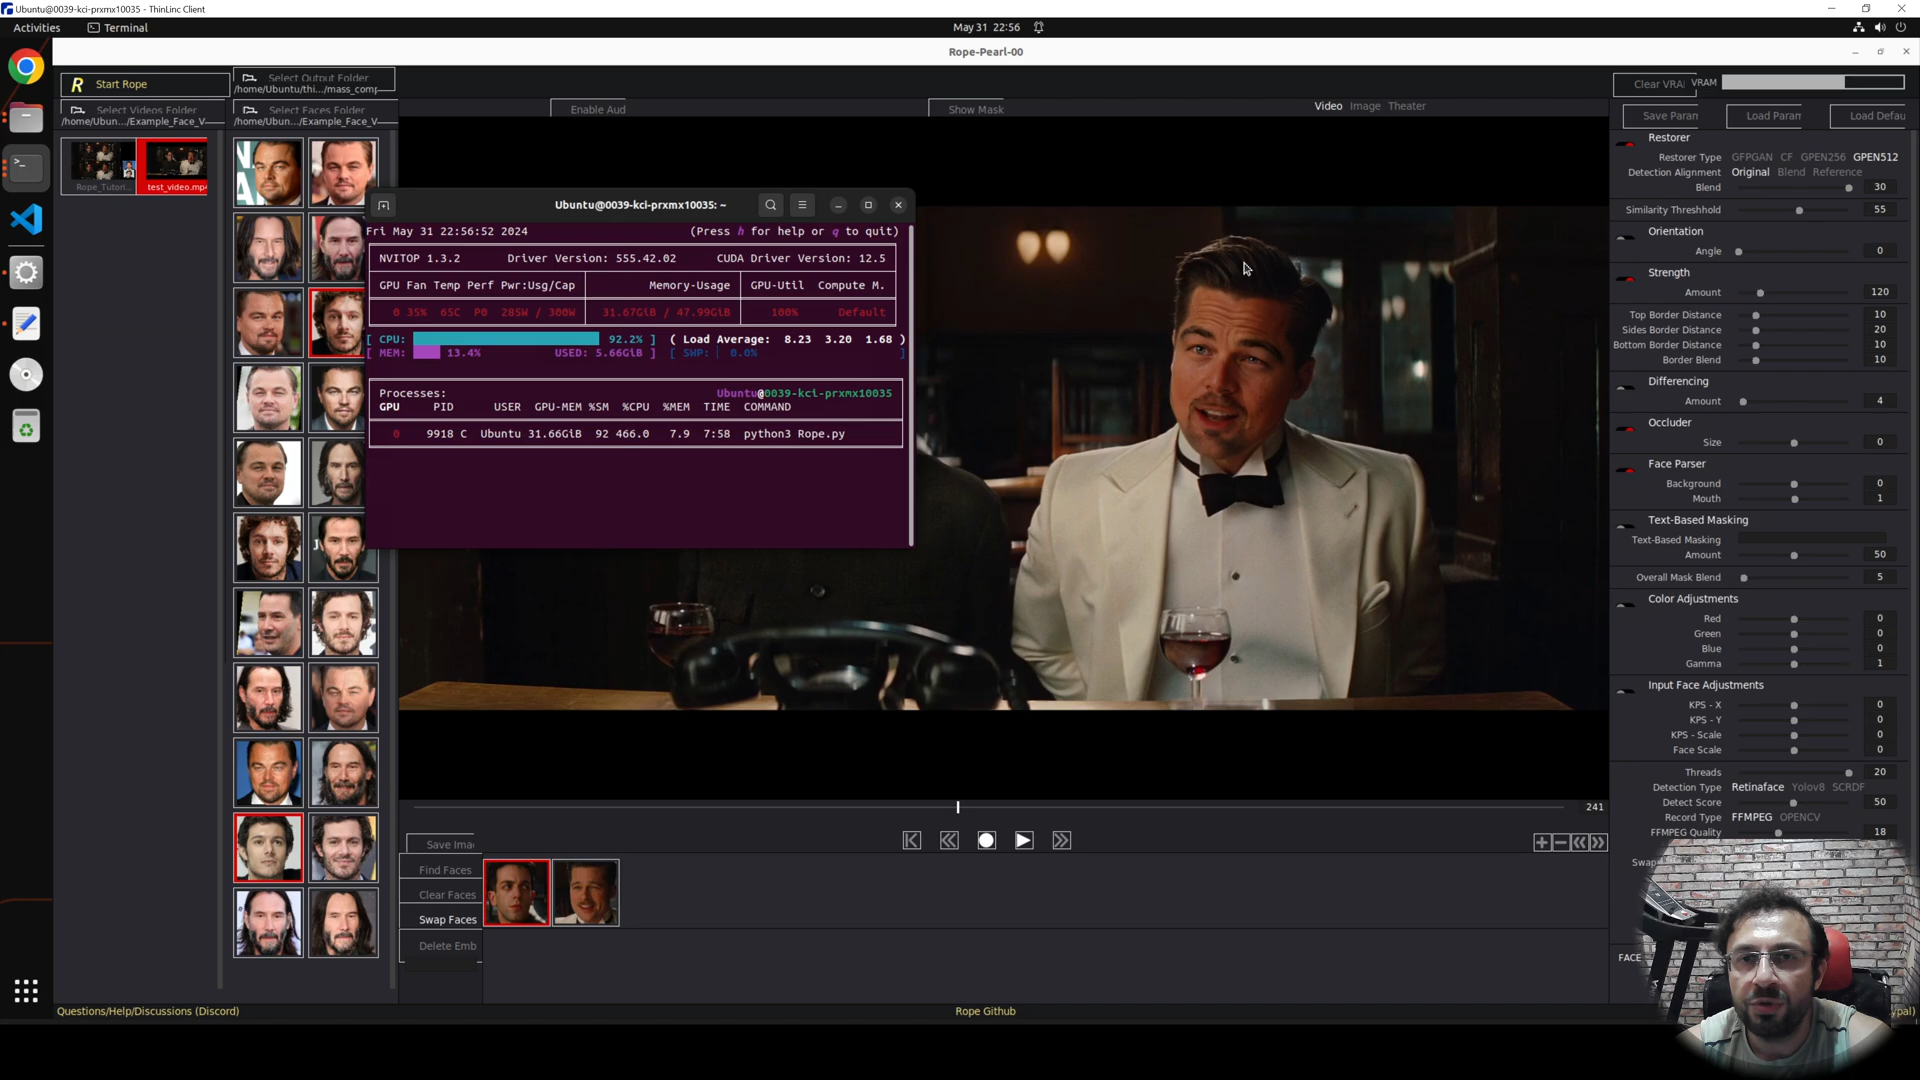 Ubuntu@0039-kci-prxmx10035 - ThinLinc Client
Activities
Terminal
May 31 22:56
Rope-Pearl-00
R Start Rope
Select Output Folder
/home/Ubuntu/thi.../mass_comp
Select Videos Folder
/home/Ubun.../Example_Face_V
Select Faces Folder
/home/Ubun.../Example_Face_V
Enable Aud
Show Mask
Video Image Theater
Clear VRA
VRAM
Save Param
Load Param
Load Defau
Rope_Tutori...
test_video.mp4
Ubuntu@0039-kci-prxmx10035: ~
Fri May 31 22:56:52 2024 (Press h for help or q to quit)
NVITOP 1.3.2 Driver Version: 555.42.02 CUDA Driver Version: 12.5
GPU Fan Temp Perf Pwr:Usg/Cap Memory-Usage GPU-Util Compute M.
0 35% 65C P0 285W / 300W 31.67GiB / 47.99GiB 100% Default
[ CPU: 92.2% ] ( Load Average: 8.23 3.20 1.68 )
[ MEM: 13.4% USED: 5.66GiB ] [ SWP: 0.0% ]
Processes: Ubuntu@0039-kci-prxmx10035
GPU PID USER GPU-MEM %SM %CPU %MEM TIME COMMAND
0 9918 C Ubuntu 31.66GiB 92 466.0 7.9 7:58 python3 Rope.py
Restorer
Restorer Type GFPGAN CF GPEN256 GPEN512
Detection Alignment Original Blend Reference
Blend 30
Similarity Threshhold 55
Orientation
Angle 0
Strength
Amount 120
Top Border Distance 10
Sides Border Distance 20
Bottom Border Distance 10
Border Blend 10
Differencing
Amount 4
Occluder
Size 0
Face Parser
Background 0
Mouth 1
Text-Based Masking
Text-Based Masking
Amount 50
Overall Mask Blend 5
Color Adjustments
Red 0
Green 0
Blue 0
Gamma 1
Input Face Adjustments
KPS - X 0
KPS - Y 0
KPS - Scale 0
Face Scale 0
Threads 20
Detection Type Retinaface Yolov8 SCRDF
Detect Score 50
Record Type FFMPEG OPENCV
FFMPEG Quality 18
Swap
FACE
241
Save Ima
Find Faces
Clear Faces
Swap Faces
Delete Emb
Questions/Help/Discussions (Discord)
Rope Github
ypal)